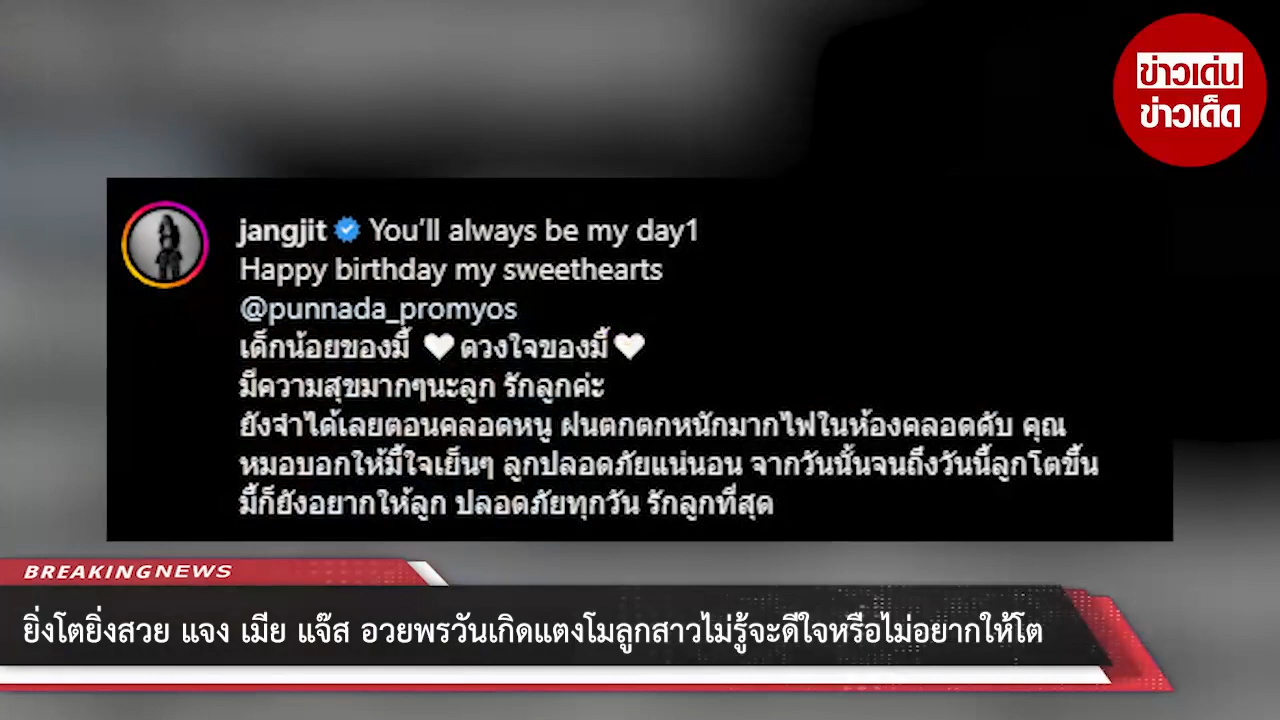 ข่าวเด่น
ข่าวเด็ด
jangjit You'll always be my day1
Happy birthday my sweethearts
@punnada_promyos
เด็กน้อยของมี้ 🤍 ดวงใจของมี้🤍
มีความสุขมากๆนะลูก รักลูกค่ะ
ยังจำได้เลยตอนคลอดหนู ฝนตกตกหนักมากไฟในห้องคลอดดับ คุณ
หมอบอกให้มี้ใจเย็นๆ ลูกปลอดภัยแน่นอน จากวันนั้นจนถึงวันนี้ลูกโตขึ้น
มี้ก็ยังอยากให้ลูก ปลอดภัยทุกวัน รักลูกที่สุด
BREAKINGNEWS
ยิ่งโตยิ่งสวย แจง เมีย แจ๊ส อวยพรวันเกิดแตงโมลูกสาวไม่รู้จะดีใจหรือไม่อยากให้โต